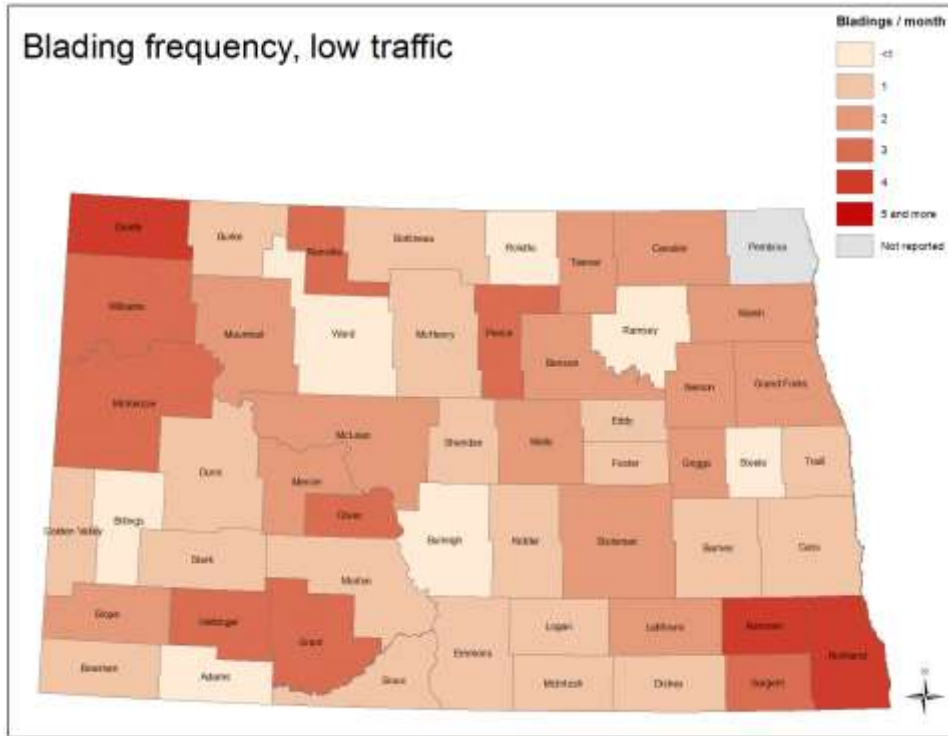 Bladings / month
Blading frequency, low traffic
<1
1
2
3
4
5 and more
Not reported
Divide
Burke
Renville
Bottineau
Rolette
Towner
Cavalier
Pembina
Williams
Mountrail
Ward
McHenry
Pierce
Ramsey
Walsh
Benson
Nelson
Grand Forks
McKenzie
McLean
Sheridan
Wells
Eddy
Foster
Griggs
Steele
Traill
Dunn
Mercer
Oliver
Golden Valley
Billings
Burleigh
Kidder
Stutsman
Barnes
Cass
Stark
Morton
Slope
Hettinger
Grant
Logan
LaMoure
Ransom
Richland
Emmons
Bowman
Adams
Sioux
McIntosh
Dickey
Sargent
N